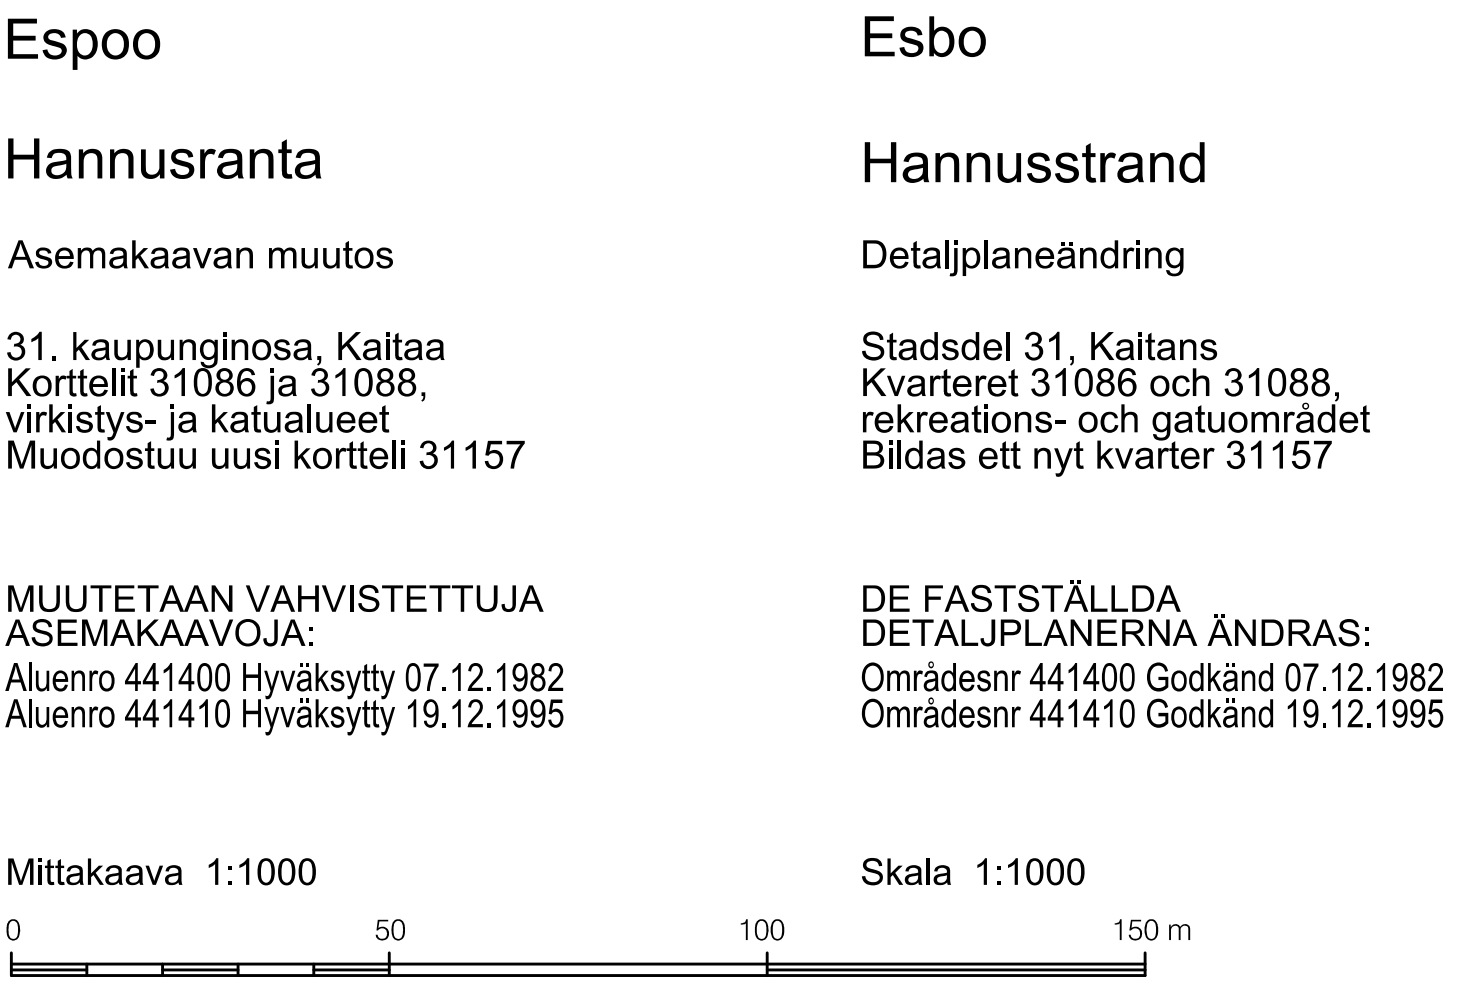 Espoo
Hannusranta
Asemakaavan muutos
31. kaupunginosa, Kaitaa
Korttelit 31086 ja 31088,
virkistys- ja katualueet
Muodostuu uusi kortteli 31157
MUUTETAAN VAHVISTETTUJA
ASEMAKAAVOJA:
Aluenro 441400 Hyväksytty 07.12.1982
Aluenro 441410 Hyväksytty 19.12.1995
Mittakaava 1:1000
Esbo
Hannusstrand
Detaljplaneändring
Stadsdel 31, Kaitans
Kvarteret 31086 och 31088,
rekreations- och gatuområdet
Bildas ett nyt kvarter 31157
DE FASTSTÄLLDA
DETALJPLANERNA ÄNDRAS:
Områdesnr 441400 Godkänd 07.12.1982
Områdesnr 441410 Godkänd 19.12.1995
Skala 1:1000
0 50 100 150 m